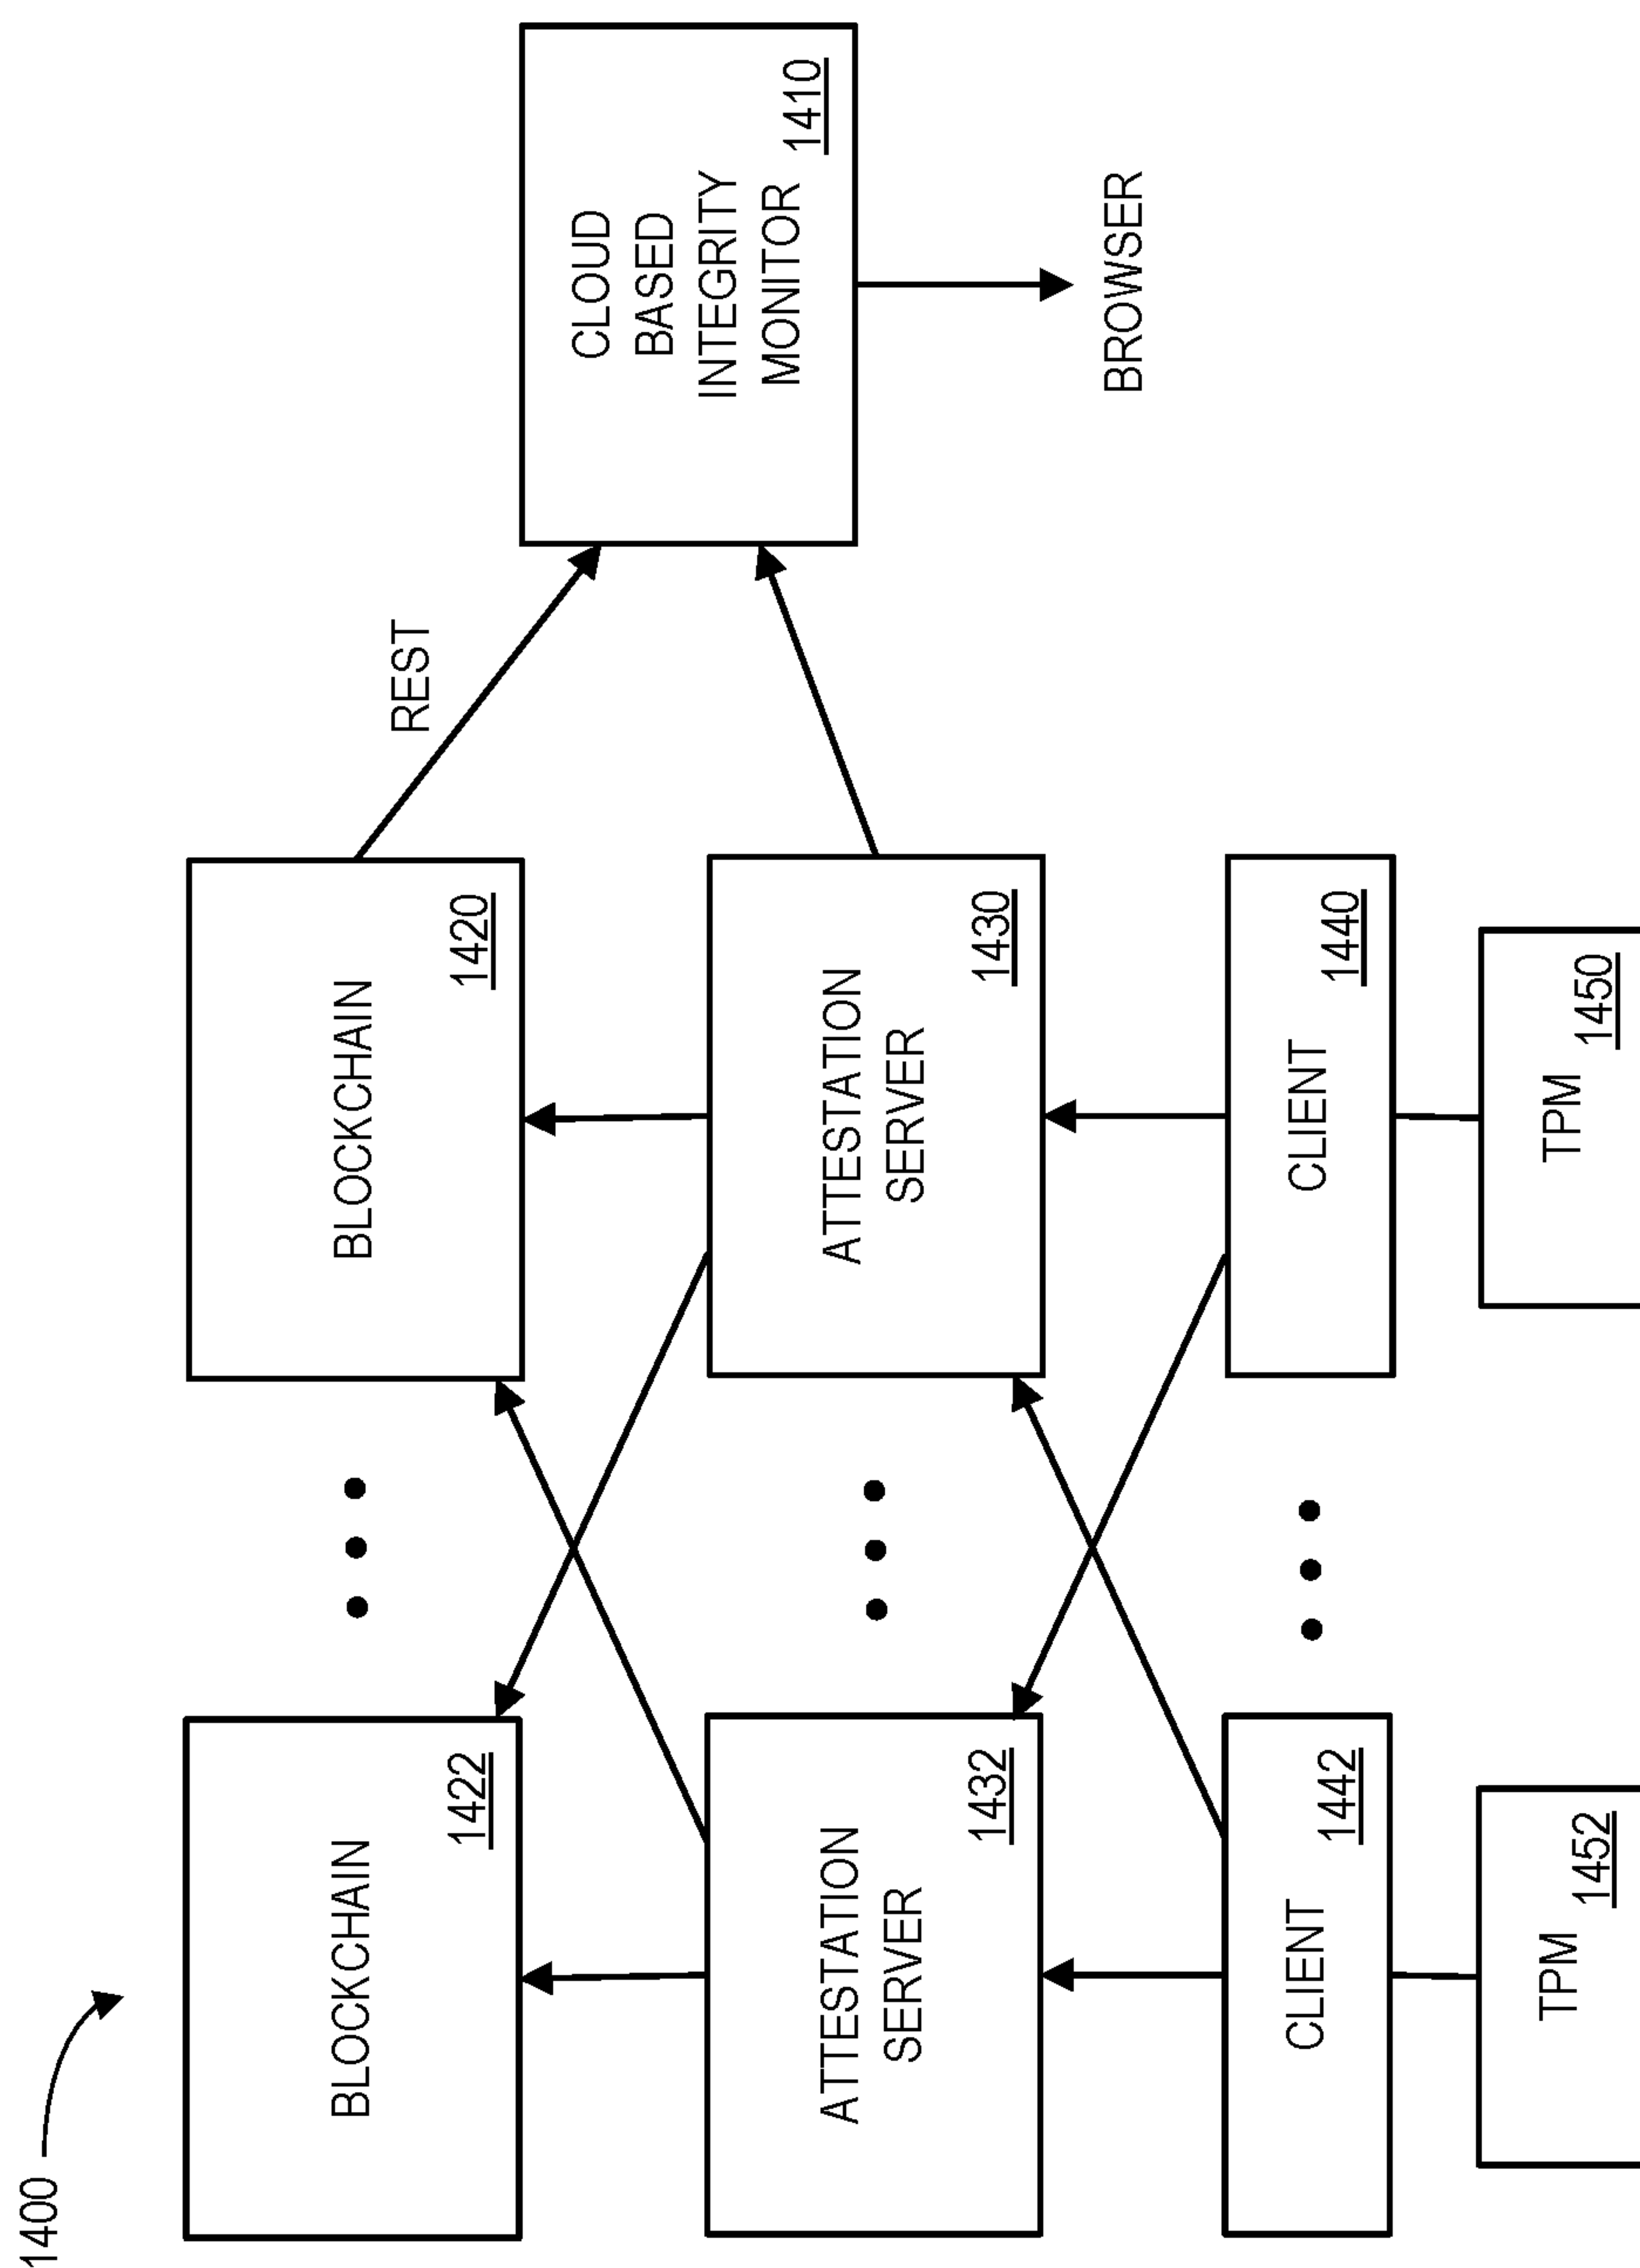 1400
BLOCKCHAIN
1422
BLOCKCHAIN
1420
REST
CLOUD
BASED
INTEGRITY
MONITOR
1410
BROWSER
ATTESTATION
SERVER
1432
ATTESTATION
SERVER
1430
CLIENT
1442
CLIENT
1440
TPM
1452
TPM
1450